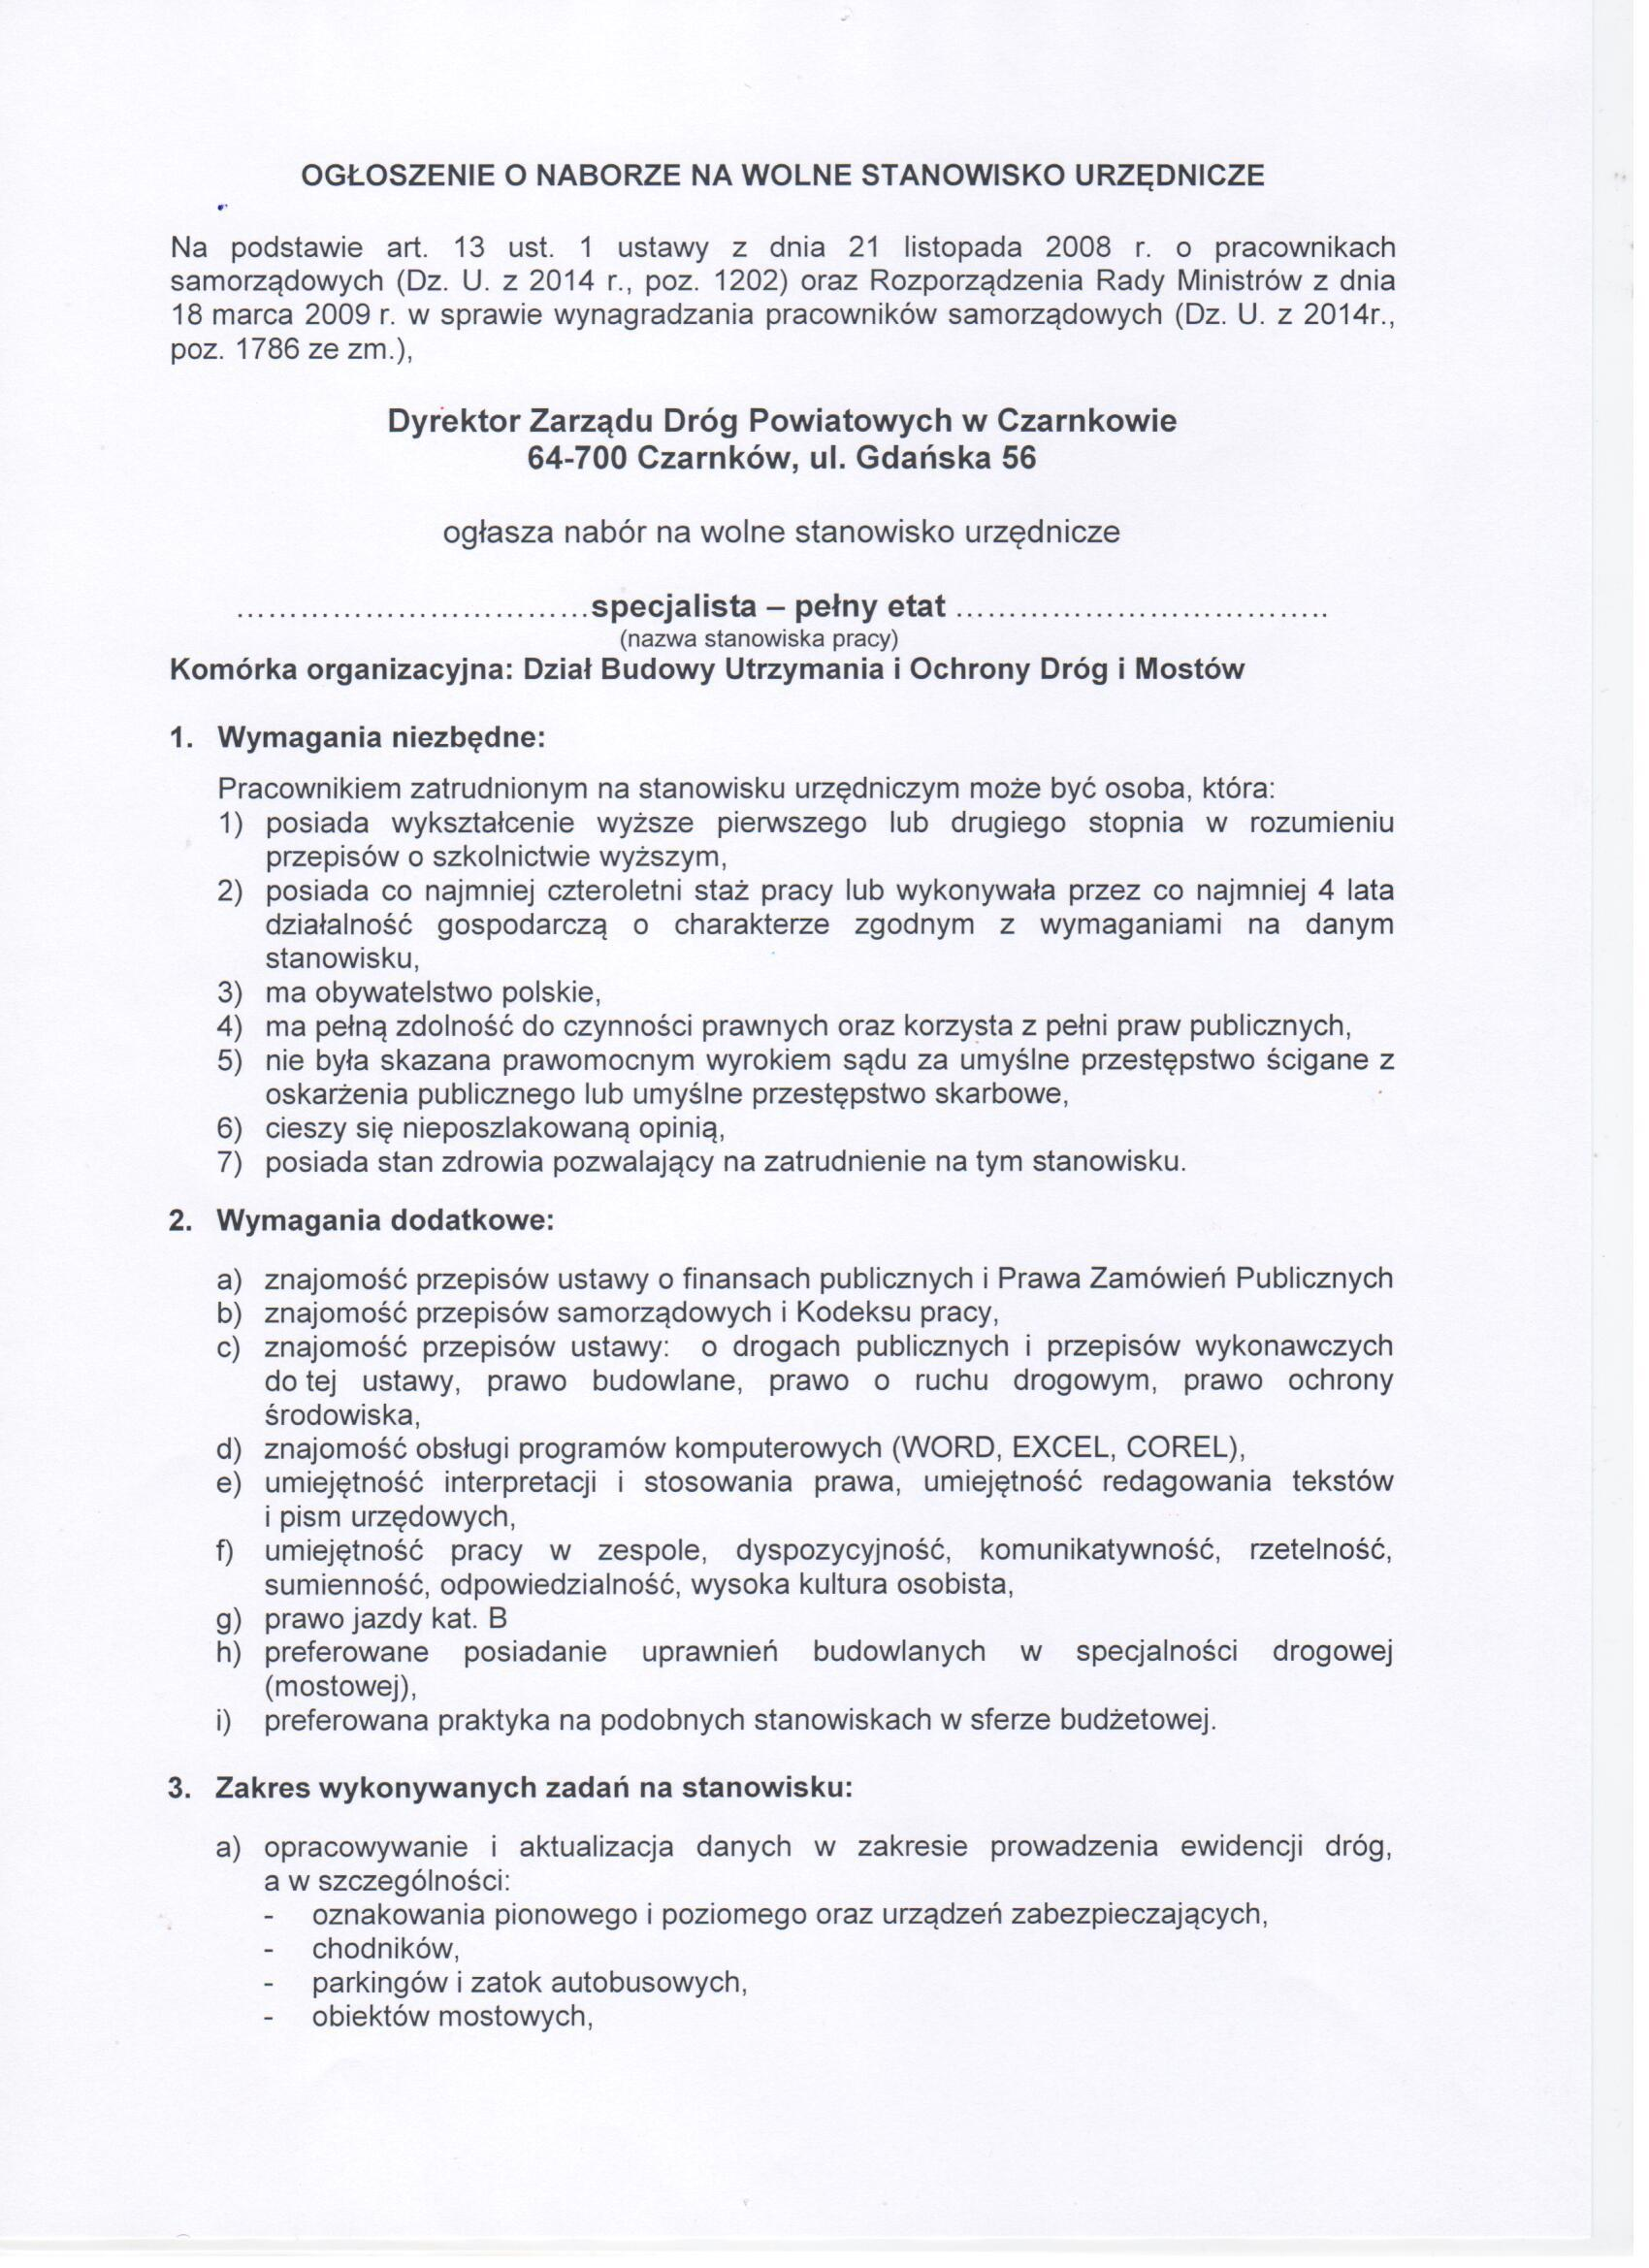 OGŁOSZENIE O NABORZE NA WOLNE STANOWISKO URZĘDNICZE
Na podstawie art. 13 ust. 1 ustawy z dnia 21 listopada 2008 r. o pracownikach
samorządowych (Dz. U. z 2014 r., poz. 1202) oraz Rozporządzenia Rady Ministrów z dnia
18 marca 2009 r. w sprawie wynagradzania pracowników samorządowych (Dz. U. z 2014r.,
poz. 1786 ze zm.),
Dyrektor Zarządu Dróg Powiatowych w Czarnkowie
64-700 Czarnków, ul. Gdańska 56
ogłasza nabór na wolne stanowisko urzędnicze
.................................specjalista – pełny etat ...................................
(nazwa stanowiska pracy)
Komórka organizacyjna: Dział Budowy Utrzymania i Ochrony Dróg i Mostów
1. Wymagania niezbędne:
Pracownikiem zatrudnionym na stanowisku urzędniczym może być osoba, która:
1) posiada wykształcenie wyższe pierwszego lub drugiego stopnia w rozumieniu
przepisów o szkolnictwie wyższym,
2) posiada co najmniej czteroletni staż pracy lub wykonywała przez co najmniej 4 lata
działalność gospodarczą o charakterze zgodnym z wymaganiami na danym
stanowisku,
3) ma obywatelstwo polskie,
4) ma pełną zdolność do czynności prawnych oraz korzysta z pełni praw publicznych,
5) nie była skazana prawomocnym wyrokiem sądu za umyślne przestępstwo ścigane z
oskarżenia publicznego lub umyślne przestępstwo skarbowe,
6) cieszy się nieposzlakowaną opinią,
7) posiada stan zdrowia pozwalający na zatrudnienie na tym stanowisku.
2. Wymagania dodatkowe:
a) znajomość przepisów ustawy o finansach publicznych i Prawa Zamówień Publicznych
b) znajomość przepisów samorządowych i Kodeksu pracy,
c) znajomość przepisów ustawy: o drogach publicznych i przepisów wykonawczych
do tej ustawy, prawo budowlane, prawo o ruchu drogowym, prawo ochrony
środowiska,
d) znajomość obsługi programów komputerowych (WORD, EXCEL, COREL),
e) umiejętność interpretacji i stosowania prawa, umiejętność redagowania tekstów
i pism urzędowych,
f) umiejętność pracy w zespole, dyspozycyjność, komunikatywność, rzetelność,
sumienność, odpowiedzialność, wysoka kultura osobista,
g) prawo jazdy kat. B
h) preferowane posiadanie uprawnień budowlanych w specjalności drogowej
(mostowej),
i) preferowana praktyka na podobnych stanowiskach w sferze budżetowej.
3. Zakres wykonywanych zadań na stanowisku:
a) opracowywanie i aktualizacja danych w zakresie prowadzenia ewidencji dróg,
a w szczególności:
- oznakowania pionowego i poziomego oraz urządzeń zabezpieczających,
- chodników,
- parkingów i zatok autobusowych,
- obiektów mostowych,